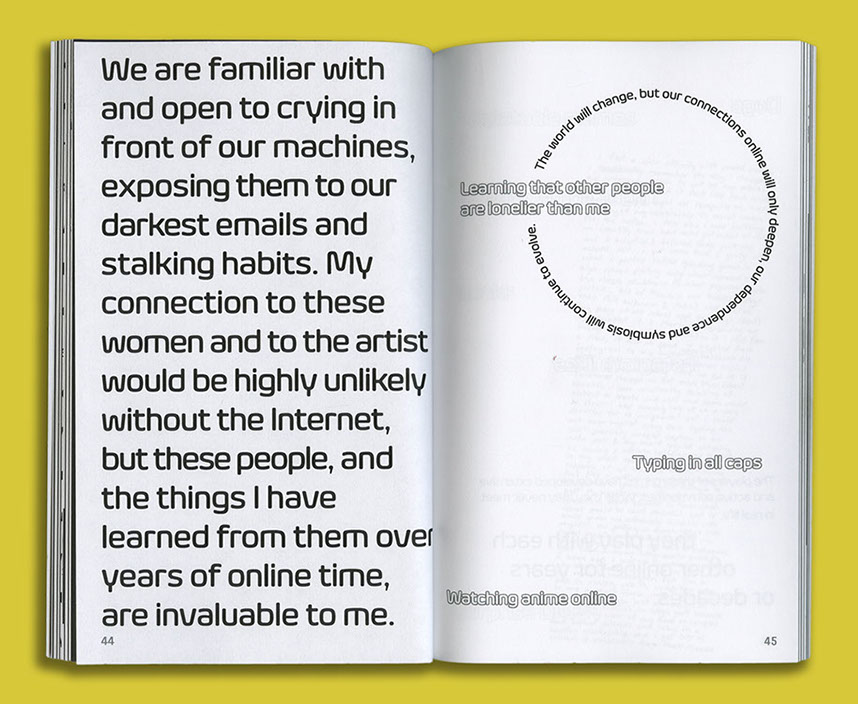 We are familiar with
and open to crying in
front of our machines,
exposing them to our
darkest emails and
stalking habits. My
connection to these
women and to the artist
would be highly unlikely
without the Internet,
but these people, and
the things I have
learned from them over
years of online time,
are invaluable to me.
44
The world will change, but our connections online will only deepen, our dependence and symbiosis will continue to evolve.
Learning that other people
are lonelier than me
Typing in all caps
they play with each
other online for years
or decades
Watching anime online
45